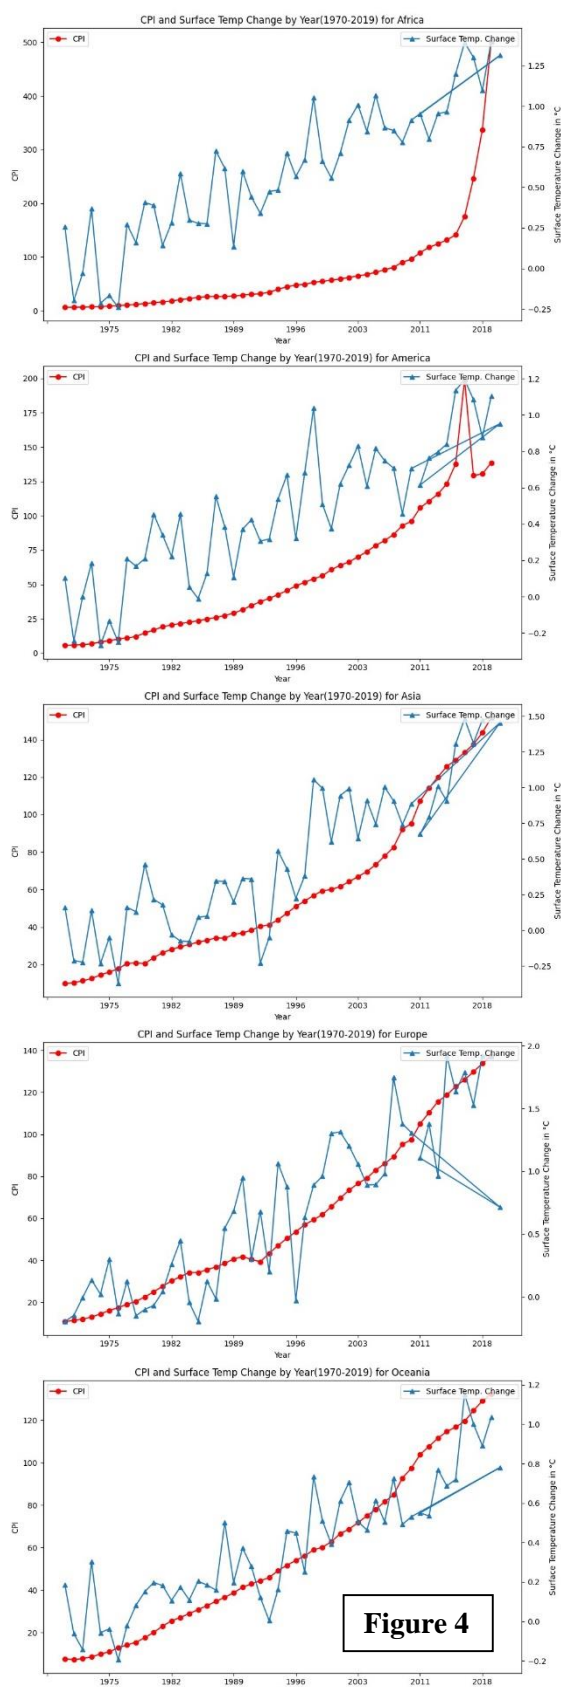 CPI and Surface Temp Change by Year(1970-2019) for Africa
CPI
Surface Temp. Change
500
400
300
200
100
0
CPI
1.25
1.00
0.75
0.50
0.25
0.00
−0.25
Surface Temperature Change in °C
1975 1982 1989 1996 2003 2011 2018
Year
CPI and Surface Temp Change by Year(1970-2019) for America
CPI
Surface Temp. Change
200
175
150
125
100
75
50
25
0
CPI
1.2
1.0
0.8
0.6
0.4
0.2
0.0
−0.2
Surface Temperature Change in °C
1975 1982 1989 1996 2003 2011 2018
Year
CPI and Surface Temp Change by Year(1970-2019) for Asia
CPI
Surface Temp. Change
140
120
100
80
60
40
20
CPI
1.50
1.25
1.00
0.75
0.50
0.25
0.00
−0.25
Surface Temperature Change in °C
1975 1982 1989 1996 2003 2011 2018
Year
CPI and Surface Temp Change by Year(1970-2019) for Europe
CPI
Surface Temp. Change
140
120
100
80
60
40
20
CPI
2.0
1.5
1.0
0.5
0.0
Surface Temperature Change in °C
1975 1982 1989 1996 2003 2011 2018
Year
CPI and Surface Temp Change by Year(1970-2019) for Oceania
CPI
Surface Temp. Change
120
100
80
60
40
20
CPI
1.2
1.0
0.8
0.6
0.4
0.2
0.0
−0.2
Surface Temperature Change in °C
1975 1982 1989 1996 2003 2011 2018
Year
Figure 4